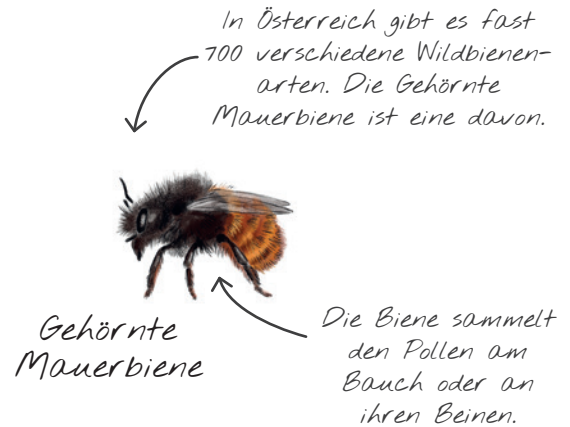 In Österreich gibt es fast
700 verschiedene Wildbienen-
arten. Die Gehörnte
Mauerbiene ist eine davon.
Gehörnte
Mauerbiene
Die Biene sammelt
den Pollen am
Bauch oder an
ihren Beinen.